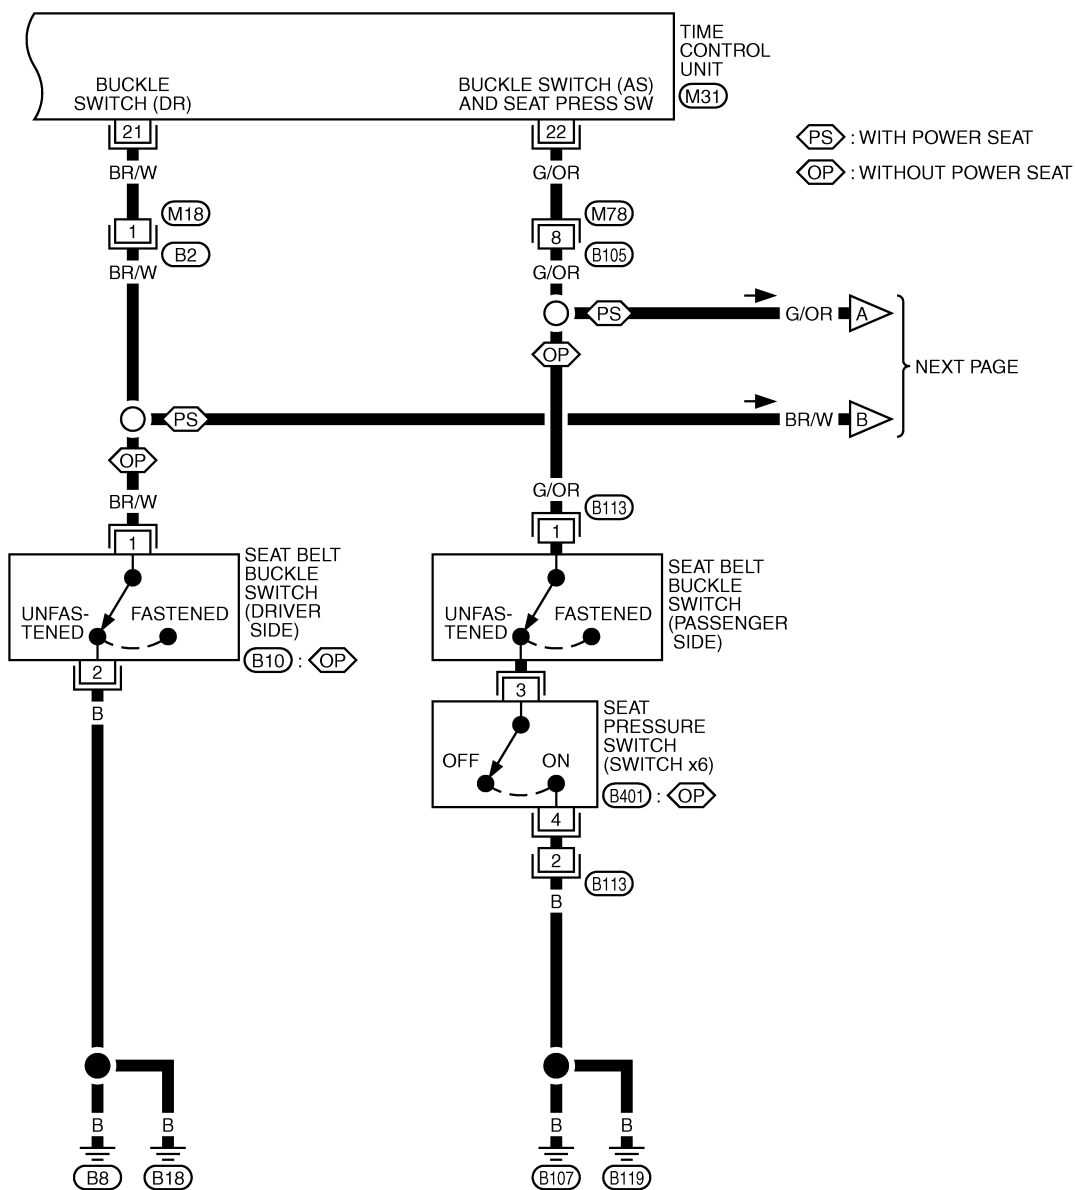 TIME
CONTROL
UNIT
M31
BUCKLE
SWITCH (DR)
BUCKLE SWITCH (AS)
AND SEAT PRESS SW
21
22
PS : WITH POWER SEAT
OP : WITHOUT POWER SEAT
BR/W
G/OR
M18
M78
1
8
B2
B105
BR/W
G/OR
PS
G/OR
A
OP
NEXT PAGE
PS
BR/W
B
OP
BR/W
G/OR
B113
1
1
SEAT BELT
BUCKLE
SWITCH
(DRIVER
SIDE)
UNFAS-
TENED
FASTENED
B10 : OP
2
SEAT BELT
BUCKLE
SWITCH
(PASSENGER
SIDE)
UNFAS-
TENED
FASTENED
3
B
SEAT
PRESSURE
SWITCH
(SWITCH x6)
OFF
ON
B401 : OP
4
2
B113
B
B
B
B
B
B8
B18
B107
B119